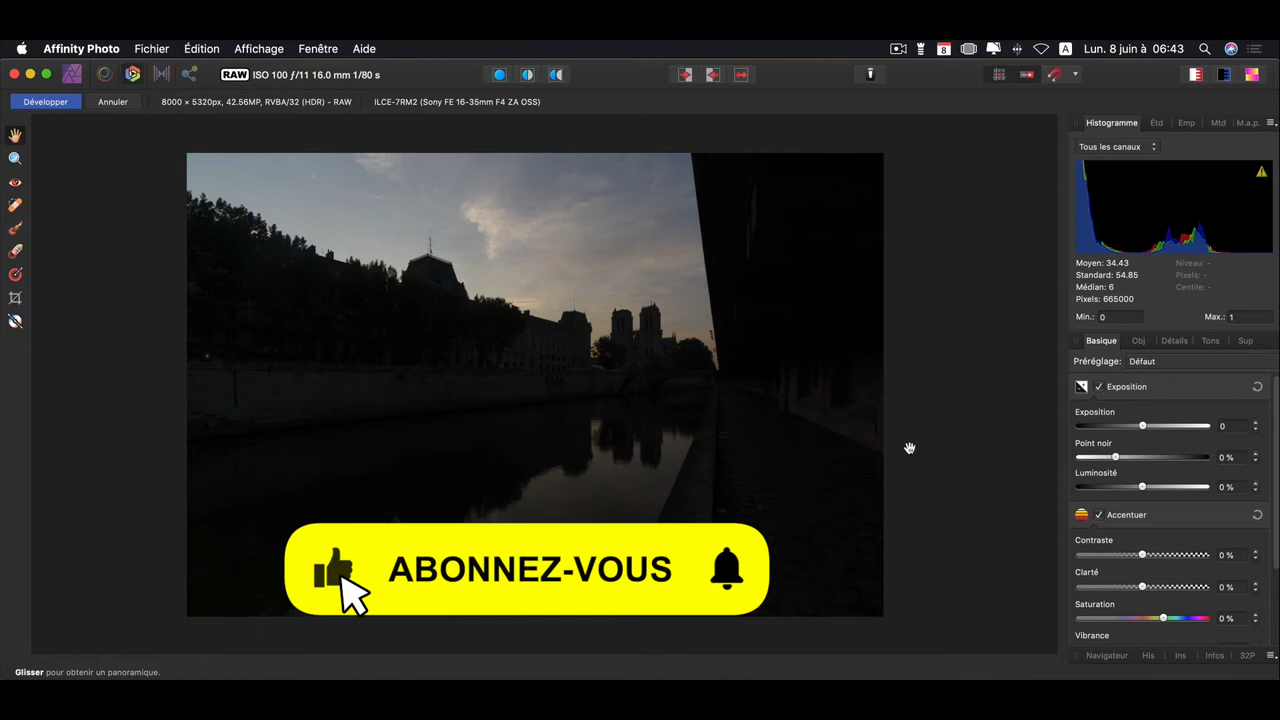 Affinity Photo Fichier Édition Affichage Fenêtre Aide 8 A Lun. 8 juin à 06:43
RAW ISO 100 ƒ/11 16.0 mm 1/80 s
Développer Annuler 8000 × 5320px, 42.56MP, RVBA/32 (HDR) - RAW ILCE-7RM2 (Sony FE 16-35mm F4 ZA OSS)
Histogramme Étd Emp Mtd M.a.p.
Tous les canaux
Moyen: 34.43 Niveau: -
Standard: 54.85 Pixels: -
Médian: 6 Centile: -
Pixels: 665000
Min.: 0 Max.: 1
Basique Obj Détails Tons Sup
Préréglage: Défaut
Exposition
Exposition
0
Point noir
0 %
Luminosité
0 %
Accentuer
Contraste
0 %
Clarté
0 %
Saturation
0 %
Vibrance
ABONNEZ-VOUS
Navigateur His Ins Infos 32P
Glisser pour obtenir un panoramique.